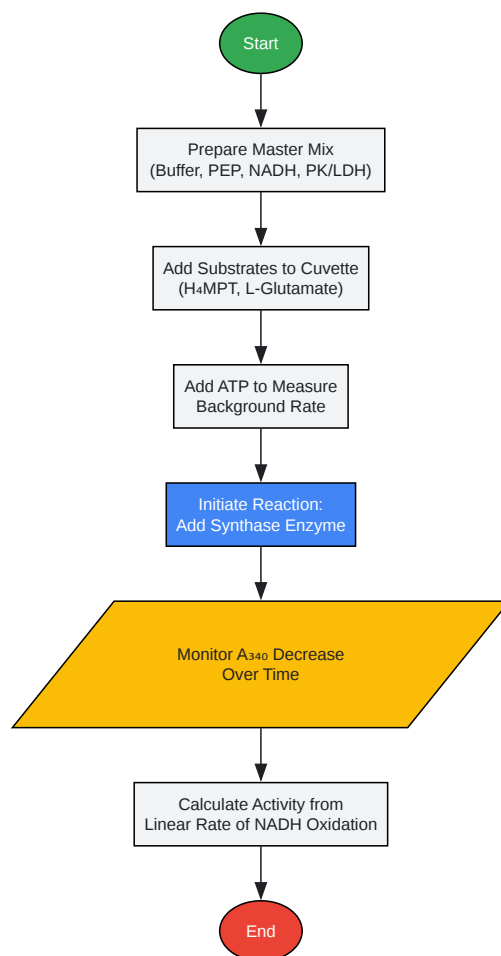 Start
Prepare Master Mix
(Buffer, PEP, NADH, PK/LDH)
Add Substrates to Cuvette
(H₄MPT, L-Glutamate)
Add ATP to Measure
Background Rate
Initiate Reaction:
Add Synthase Enzyme
Monitor A₃₄₀ Decrease
Over Time
Calculate Activity from
Linear Rate of NADH Oxidation
End